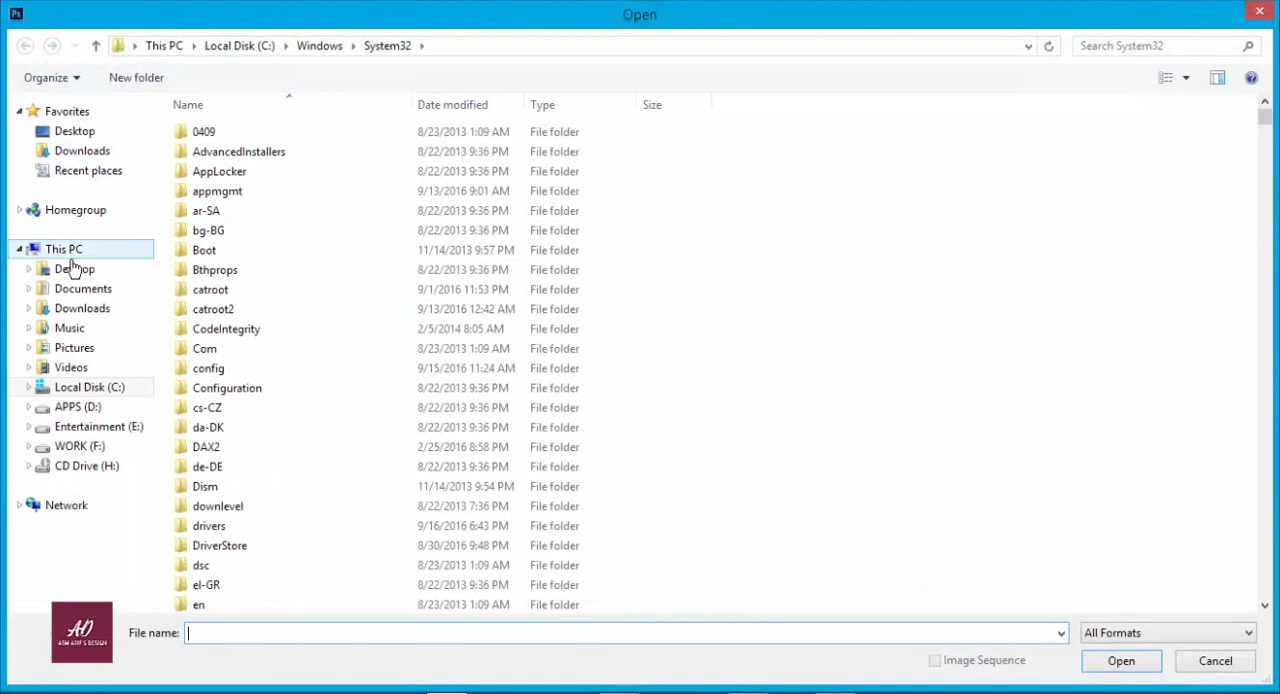 Ps
Open
This PC Local Disk (C:) Windows System32
Search System32
Organize New folder
Name Date modified Type Size
Favorites
Desktop
Downloads
Recent places
Homegroup
This PC
Desktop
Documents
Downloads
Music
Pictures
Videos
Local Disk (C:)
APPS (D:)
Entertainment (E:)
WORK (F:)
CD Drive (H:)
Network
0409 8/23/2013 1:09 AM File folder
AdvancedInstallers 8/22/2013 9:36 PM File folder
AppLocker 8/22/2013 9:36 PM File folder
appmgmt 9/13/2016 9:01 AM File folder
ar-SA 8/22/2013 9:36 PM File folder
bg-BG 8/22/2013 9:36 PM File folder
Boot 11/14/2013 9:57 PM File folder
Bthprops 8/22/2013 9:36 PM File folder
catroot 9/1/2016 11:53 PM File folder
catroot2 9/13/2016 12:42 AM File folder
CodeIntegrity 2/5/2014 8:05 AM File folder
Com 8/23/2013 1:09 AM File folder
config 9/15/2016 11:24 AM File folder
Configuration 8/22/2013 9:36 PM File folder
cs-CZ 8/22/2013 9:36 PM File folder
da-DK 8/22/2013 9:36 PM File folder
DAX2 2/25/2016 8:58 PM File folder
de-DE 8/22/2013 9:36 PM File folder
Dism 11/14/2013 9:54 PM File folder
downlevel 8/22/2013 7:36 PM File folder
drivers 9/16/2016 6:43 PM File folder
DriverStore 8/30/2016 9:48 PM File folder
dsc 8/23/2013 1:09 AM File folder
el-GR 8/22/2013 9:36 PM File folder
en 8/23/2013 1:09 AM File folder
AD
ASM ARIF'S DESIGN
File name:
All Formats
Image Sequence
Open Cancel